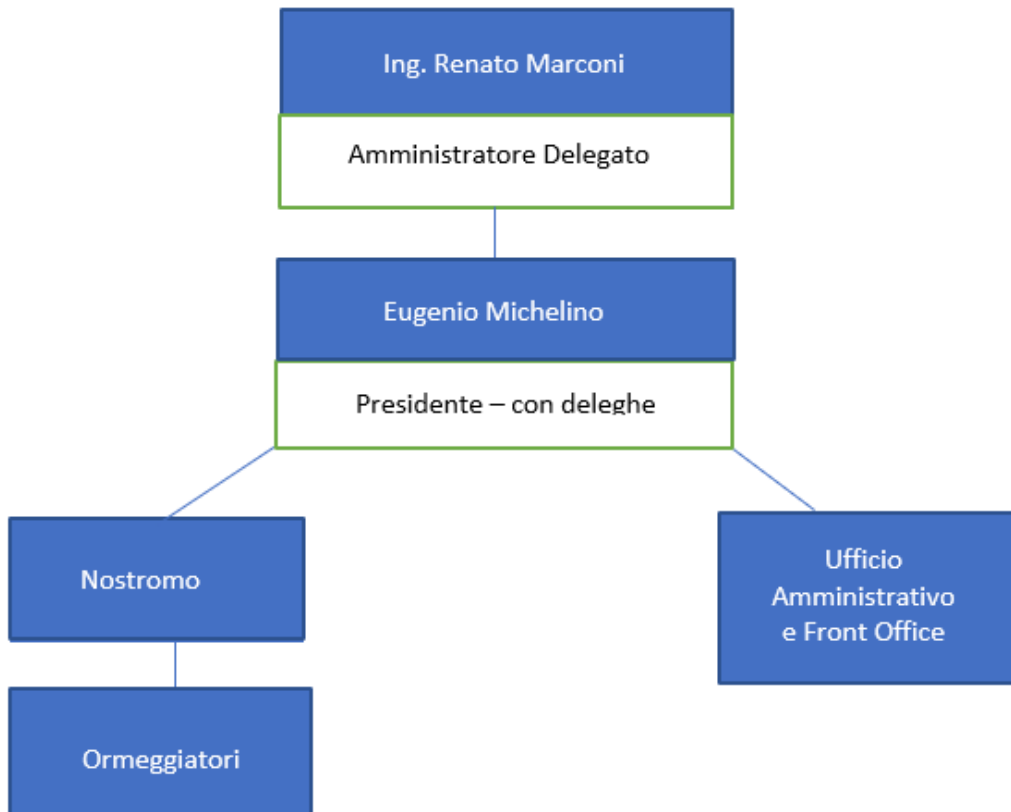 Ing. Renato Marconi
Amministratore Delegato
Eugenio Michelino
Presidente – con deleghe
Nostromo
Ufficio
Amministrativo
e Front Office
Ormeggiatori